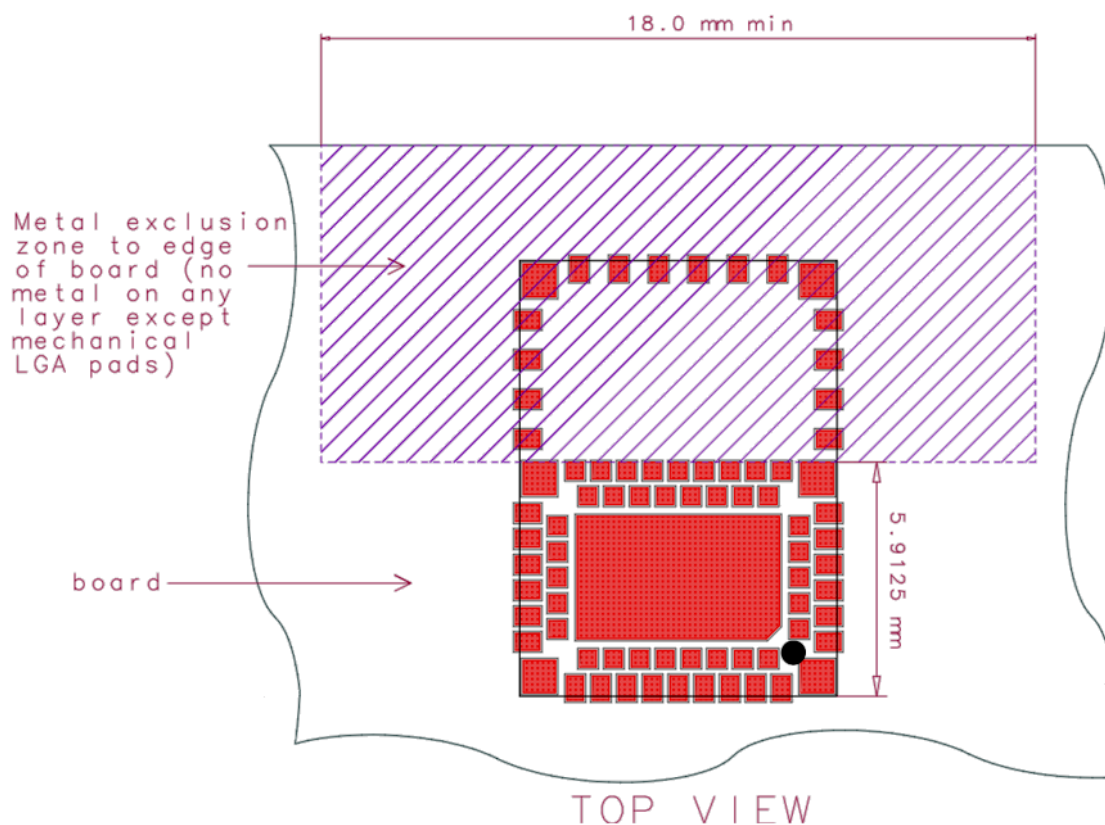 18.0 mm min
Metal exclusion
zone to edge
of board (no
metal on any
layer except
mechanical
LGA pads)
5.9125 mm
board
TOP VIEW